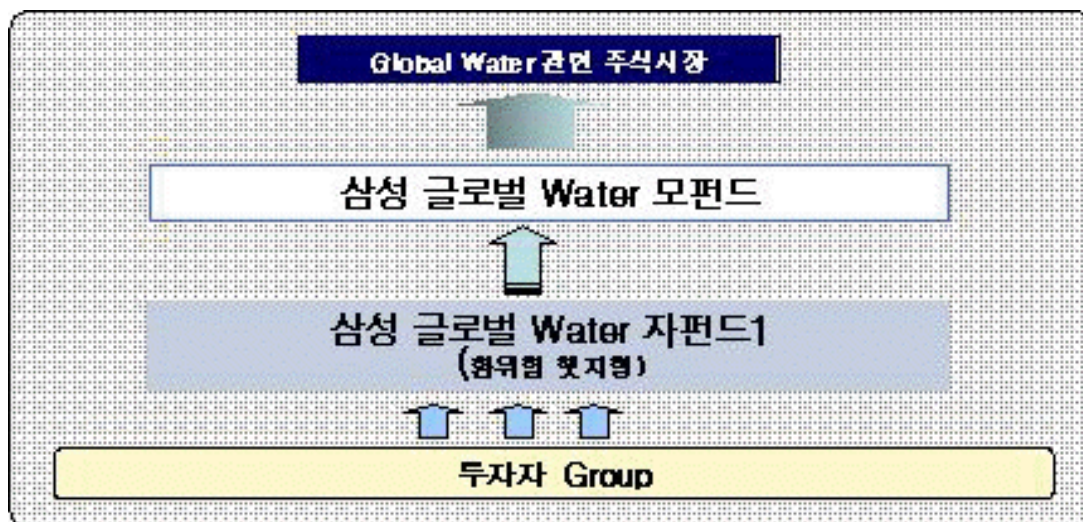 Global Water관련 주식시장
삼성 글로벌 Water 모펀드
삼성 글로벌 Water 자펀드1
(환위험 헷지형)
투자자 Group